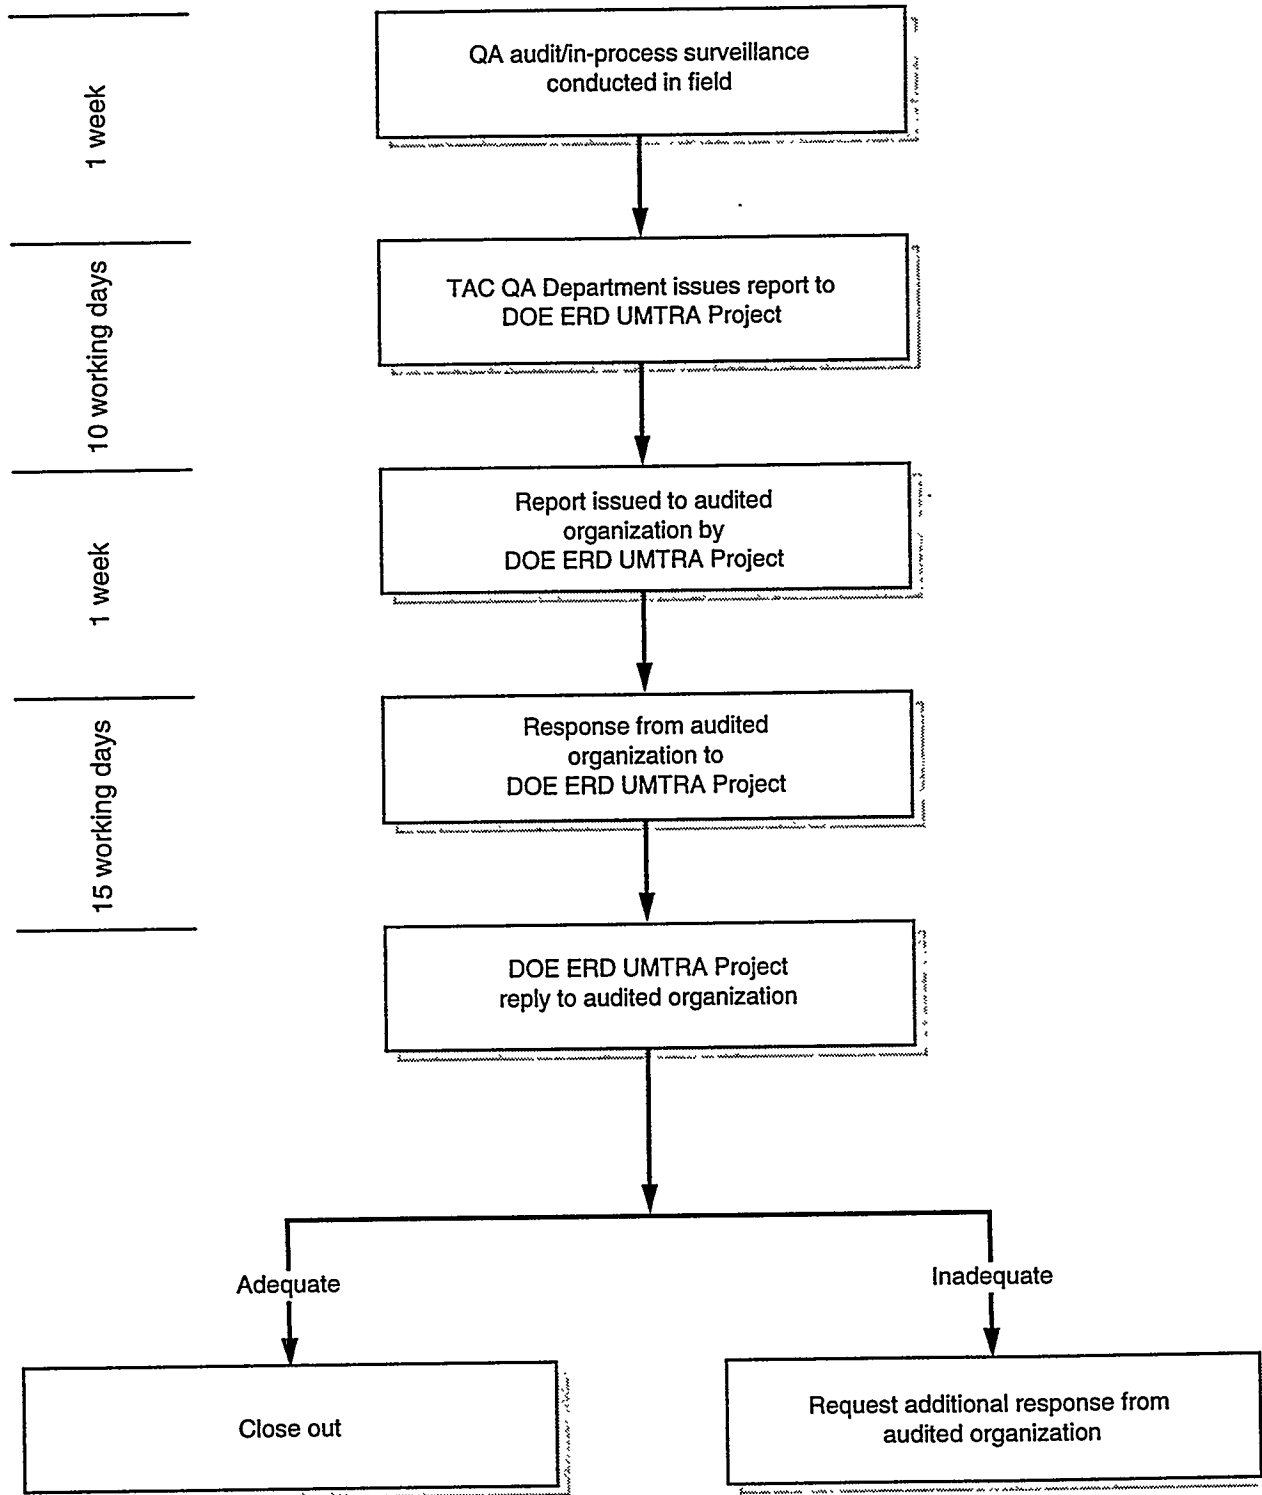 1 week
QA audit/in-process surveillance
conducted in field
10 working days
TAC QA Department issues report to
DOE ERD UMTRA Project
1 week
Report issued to audited
organization by
DOE ERD UMTRA Project
15 working days
Response from audited
organization to
DOE ERD UMTRA Project
DOE ERD UMTRA Project
reply to audited organization
Adequate
Inadequate
Close out
Request additional response from
audited organization